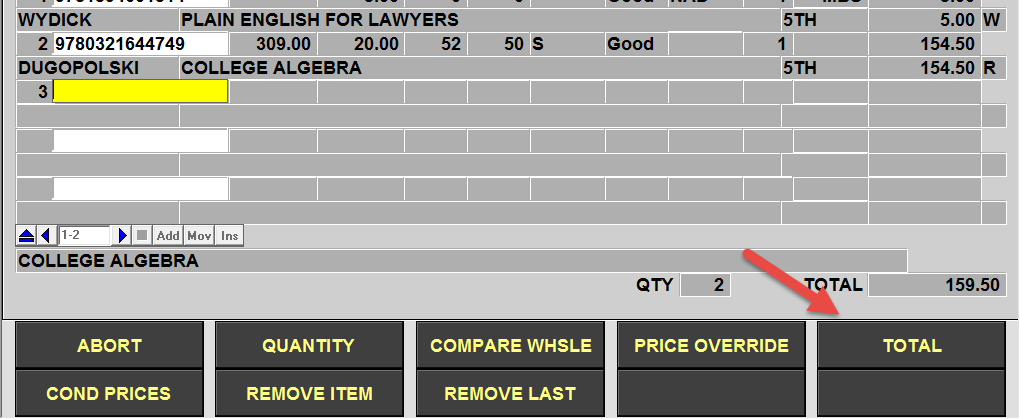 WYDICK PLAIN ENGLISH FOR LAWYERS 5TH 5.00 W
2 9780321644749 309.00 20.00 52 50 S Good 1 154.50
DUGOPOLSKI COLLEGE ALGEBRA 5TH 154.50 R
3
1-2 Add Mov Ins
COLLEGE ALGEBRA
QTY 2 TOTAL 159.50
ABORT QUANTITY COMPARE WHSLE PRICE OVERRIDE TOTAL
COND PRICES REMOVE ITEM REMOVE LAST